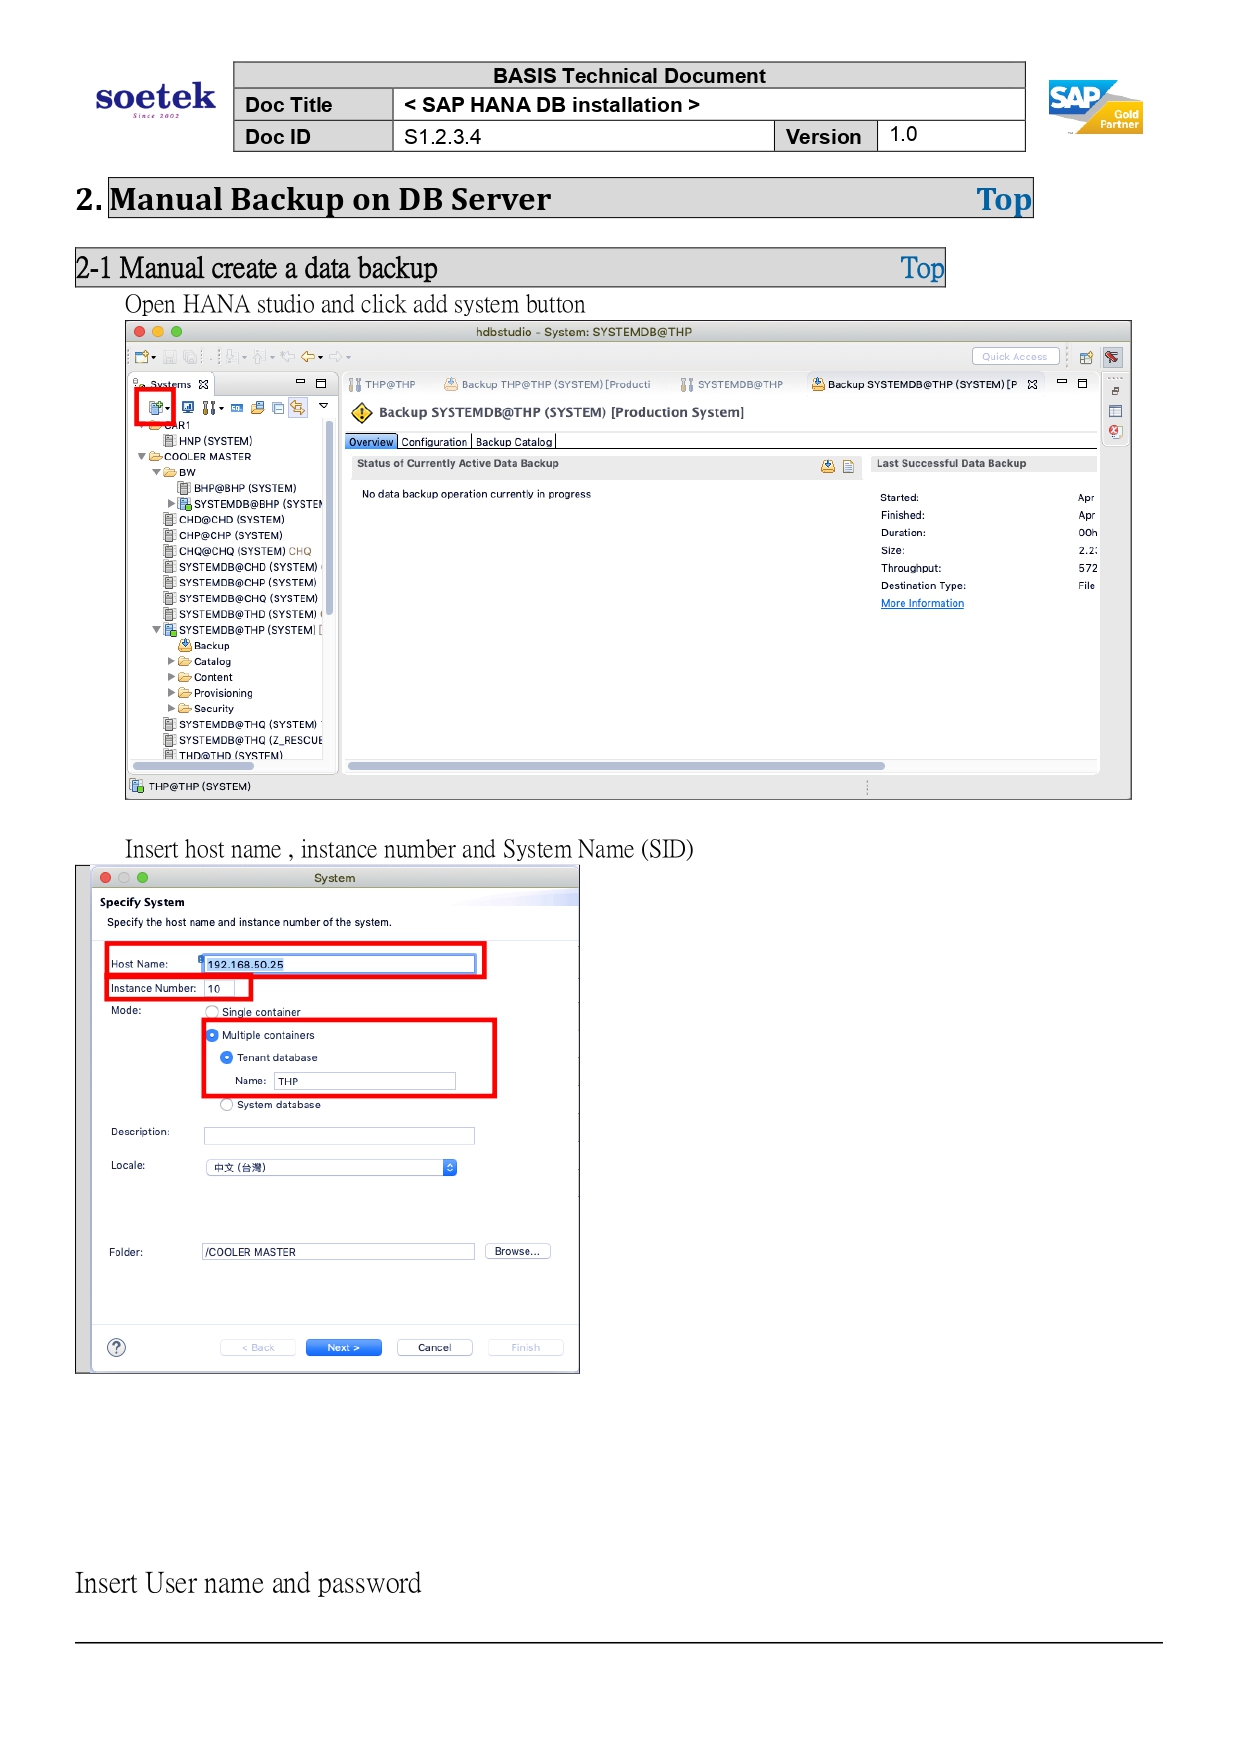 soetek
Since 2002
BASIS Technical Document
Doc Title
< SAP HANA DB installation >
Doc ID
S1.2.3.4
Version
1.0
SAP
Gold
Partner
2. Manual Backup on DB Server Top
2-1 Manual create a data backup Top
Open HANA studio and click add system button
hdbstudio - System: SYSTEMDB@THP
Quick Access
Systems
THP@THP
Backup THP@THP (SYSTEM) [Producti
SYSTEMDB@THP
Backup SYSTEMDB@THP (SYSTEM) [P
Backup SYSTEMDB@THP (SYSTEM) [Production System]
CAR1
HNP (SYSTEM)
COOLER MASTER
BW
BHP@BHP (SYSTEM)
SYSTEMDB@BHP (SYSTEM
CHD@CHD (SYSTEM)
CHP@CHP (SYSTEM)
CHQ@CHQ (SYSTEM) CHQ
SYSTEMDB@CHD (SYSTEM)
SYSTEMDB@CHP (SYSTEM)
SYSTEMDB@CHQ (SYSTEM)
SYSTEMDB@THD (SYSTEM)
SYSTEMDB@THP (SYSTEM) [
Backup
Catalog
Content
Provisioning
Security
SYSTEMDB@THQ (SYSTEM)
SYSTEMDB@THQ (Z_RESCUE
THD@THD (SYSTEM)
Overview
Configuration
Backup Catalog
Status of Currently Active Data Backup
No data backup operation currently in progress
Last Successful Data Backup
Started: Apr
Finished: Apr
Duration: 00h
Size: 2.2
Throughput: 572
Destination Type: File
More Information
THP@THP (SYSTEM)
Insert host name , instance number and System Name (SID)
System
Specify System
Specify the host name and instance number of the system.
Host Name: 192.168.50.25
Instance Number: 10
Mode:
Single container
Multiple containers
Tenant database
Name: THP
System database
Description:
Locale: 中文 (台灣)
Folder: /COOLER MASTER
Browse...
?
< Back
Next >
Cancel
Finish
Insert User name and password